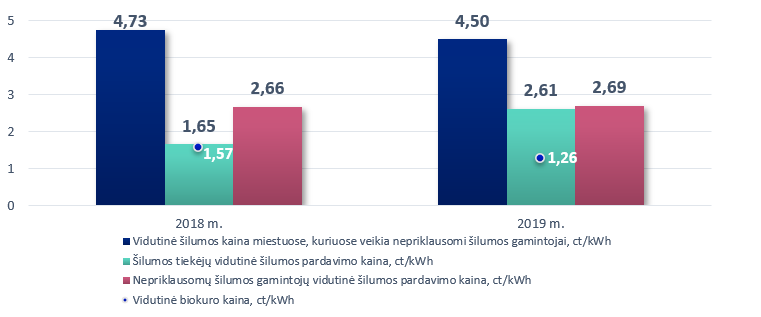 5
4
3
2
1
0
4,73
1,65
1,57
2,66
4,50
2,61
1,26
2,69
2018 m.
2019 m.
Vidutinė šilumos kaina miestuose, kuriuose veikia nepriklausomi šilumos gamintojai, ct/kWh
Šilumos tiekėjų vidutinė šilumos pardavimo kaina, ct/kWh
Nepriklausomų šilumos gamintojų vidutinė šilumos pardavimo kaina, ct/kWh
Vidutinė biokuro kaina, ct/kWh